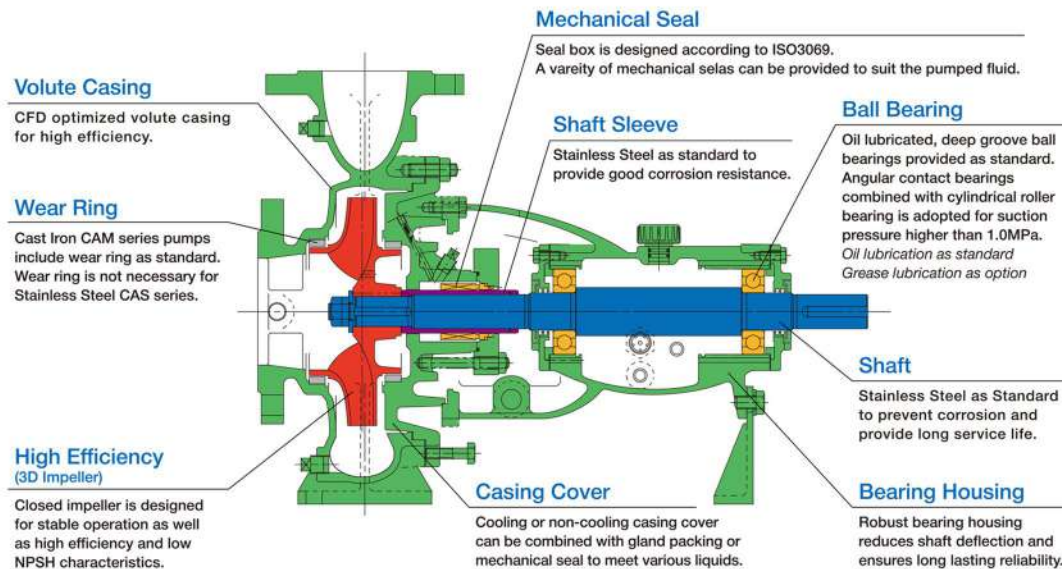 Mechanical Seal
Seal box is designed according to ISO3069.
A vareity of mechanical selas can be provided to suit the pumped fluid.
Volute Casing
CFD optimized volute casing
for high efficiency.
Shaft Sleeve
Stainless Steel as standard to
provide good corrosion resistance.
Ball Bearing
Oil lubricated, deep groove ball
bearings provided as standard.
Angular contact bearings
combined with cylindrical roller
bearing is adopted for suction
pressure higher than 1.0MPa.
Oil lubrication as standard
Grease lubrication as option
Wear Ring
Cast Iron CAM series pumps
include wear ring as standard.
Wear ring is not necessary for
Stainless Steel CAS series.
Shaft
Stainless Steel as Standard
to prevent corrosion and
provide long service life.
High Efficiency
(3D Impeller)
Closed impeller is designed
for stable operation as well
as high efficiency and low
NPSH characteristics.
Casing Cover
Cooling or non-cooling casing cover
can be combined with gland packing or
mechanical seal to meet various liquids.
Bearing Housing
Robust bearing housing
reduces shaft deflection and
ensures long lasting reliability.